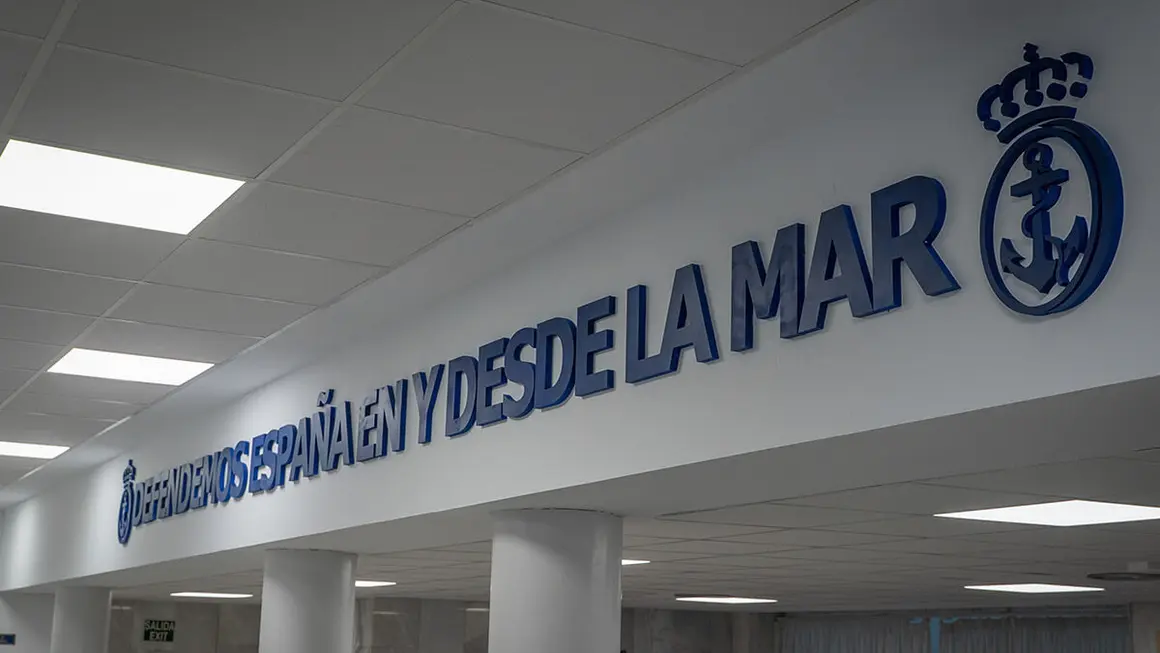 DEFENDEMOS ESPAÑA EN Y DESDE LA MAR
SALIDA
EXIT